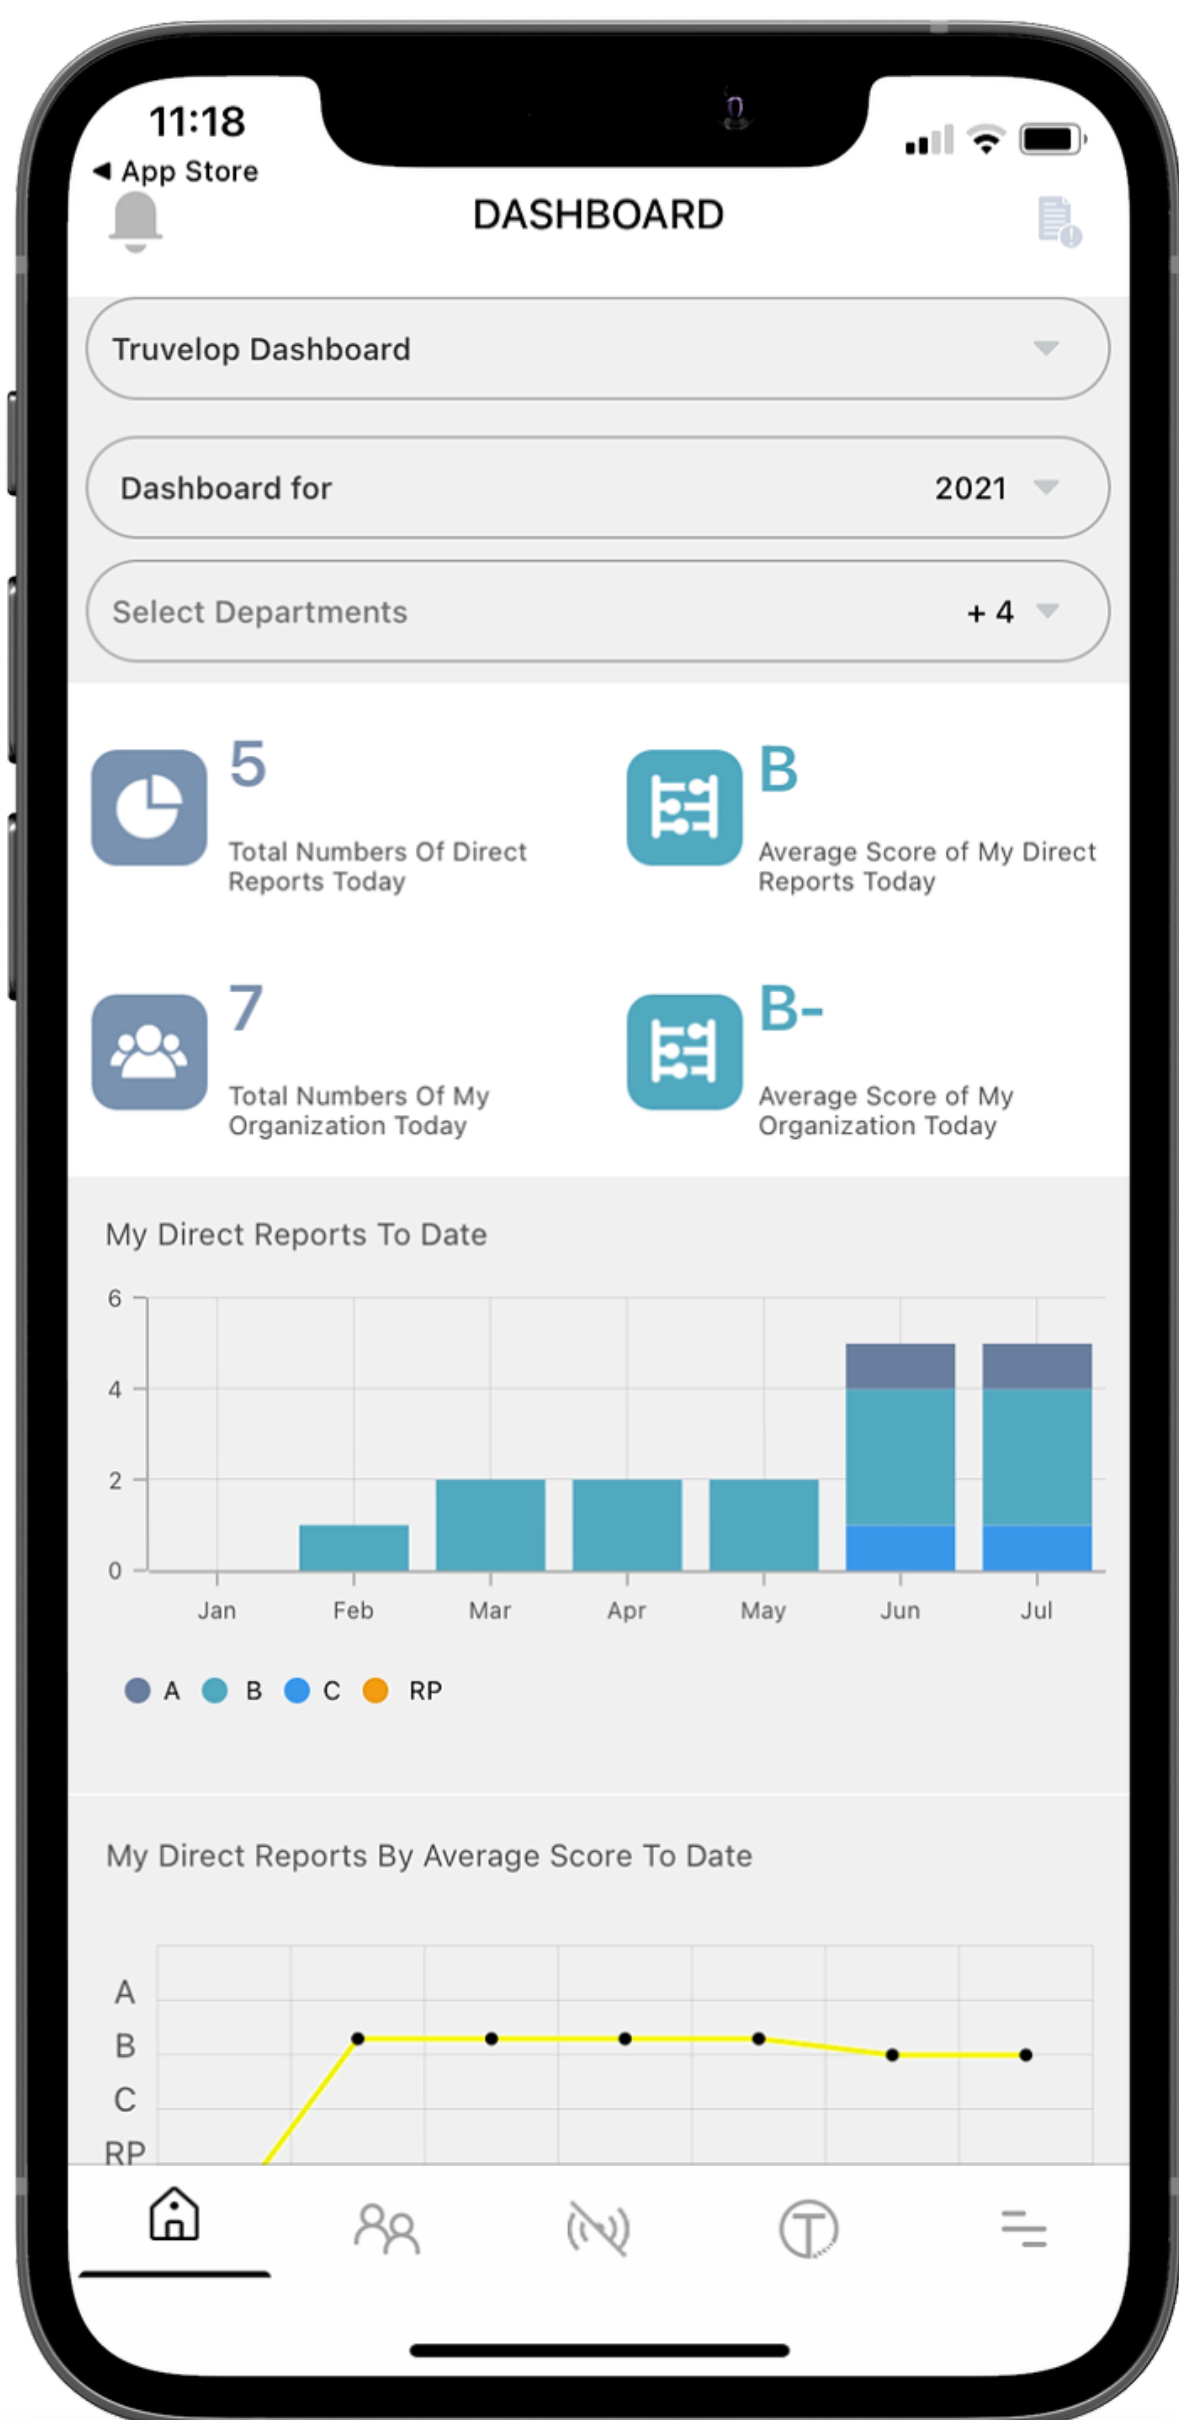 11:18
◀ App Store
DASHBOARD
Truvelop Dashboard
Dashboard for 2021
Select Departments + 4
5
Total Numbers Of Direct
Reports Today
B
Average Score of My Direct
Reports Today
7
Total Numbers Of My
Organization Today
B-
Average Score of My
Organization Today
My Direct Reports To Date
6
4
2
0
Jan Feb Mar Apr May Jun Jul
A B C RP
My Direct Reports By Average Score To Date
A
B
C
RP